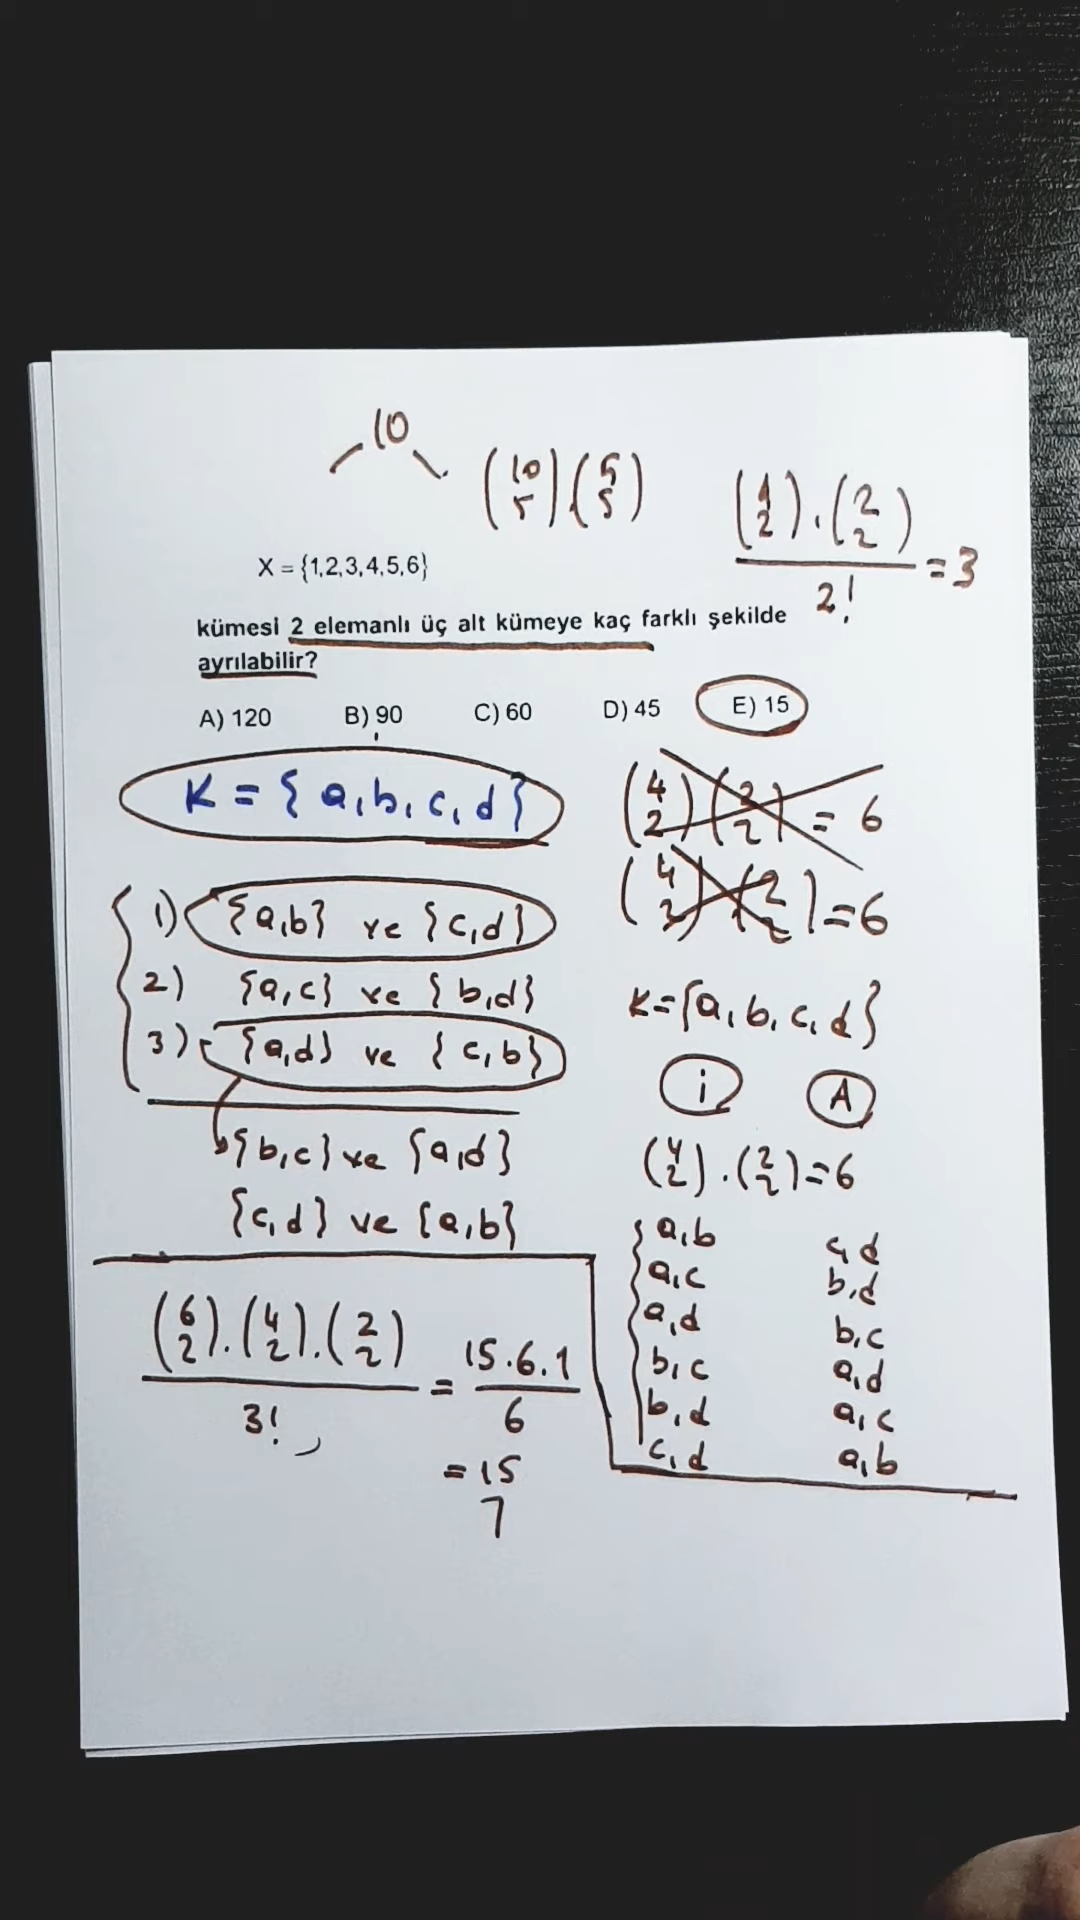 10
(10 5).(5 5)
(4 2).(2 2) / 2! = 3
X = {1,2,3,4,5,6}
kümesi 2 elemanlı üç alt kümeye kaç farklı şekilde
ayrılabilir?
A) 120 B) 90 C) 60 D) 45 E) 15
K = {a,b,c,d}
1) {a,b} ve {c,d}
2) {a,c} ve {b,d}
3) {a,d} ve {c,b}
{b,c} ve {a,d}
{c,d} ve {a,b}
(6 2).(4 2).(2 2) / 3! = 15.6.1 / 6
= 15
(4 2)(2 2) = 6
(4 2)(2 2) = 6
K={a,b,c,d}
i A
(4 2).(2 2)=6
a,b c,d
a,c b,d
a,d b,c
b,c a,d
b,d a,c
c,d a,b